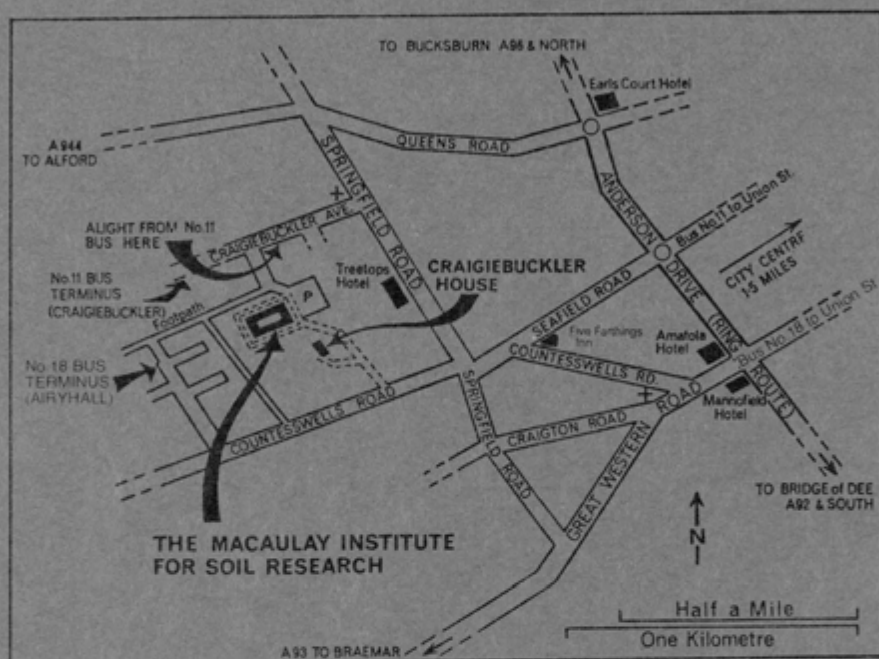 TO BUCKSBURN A96 & NORTH
Earls Court Hotel
A944
TO ALFORD
QUEENS ROAD
SPRINGFIELD ROAD
ANDERSON DRIVE (RING ROUTE)
Bus No.11 to Union St.
ALIGHT FROM No.11
BUS HERE
CRAIGIEBUCKLER AVE.
CITY CENTRE
1·5 MILES
No.11 BUS
TERMINUS
(CRAIGIEBUCKLER)
Footpath
P
Treetops
Hotel
CRAIGIEBUCKLER
HOUSE
SEAFIELD ROAD
Five Farthings
Inn
Amatola
Hotel
Bus No.18 to Union St
No 18 BUS
TERMINUS
(AIRYHALL)
COUNTESSWELLS RD.
COUNTESSWELLS ROAD
Mannofield
Hotel
SPRINGFIELD ROAD
CRAIGTON ROAD
GREAT WESTERN ROAD
TO BRIDGE of DEE
A92 & SOUTH
N
THE MACAULAY INSTITUTE
FOR SOIL RESEARCH
Half a Mile
One Kilometre
A93 TO BRAEMAR